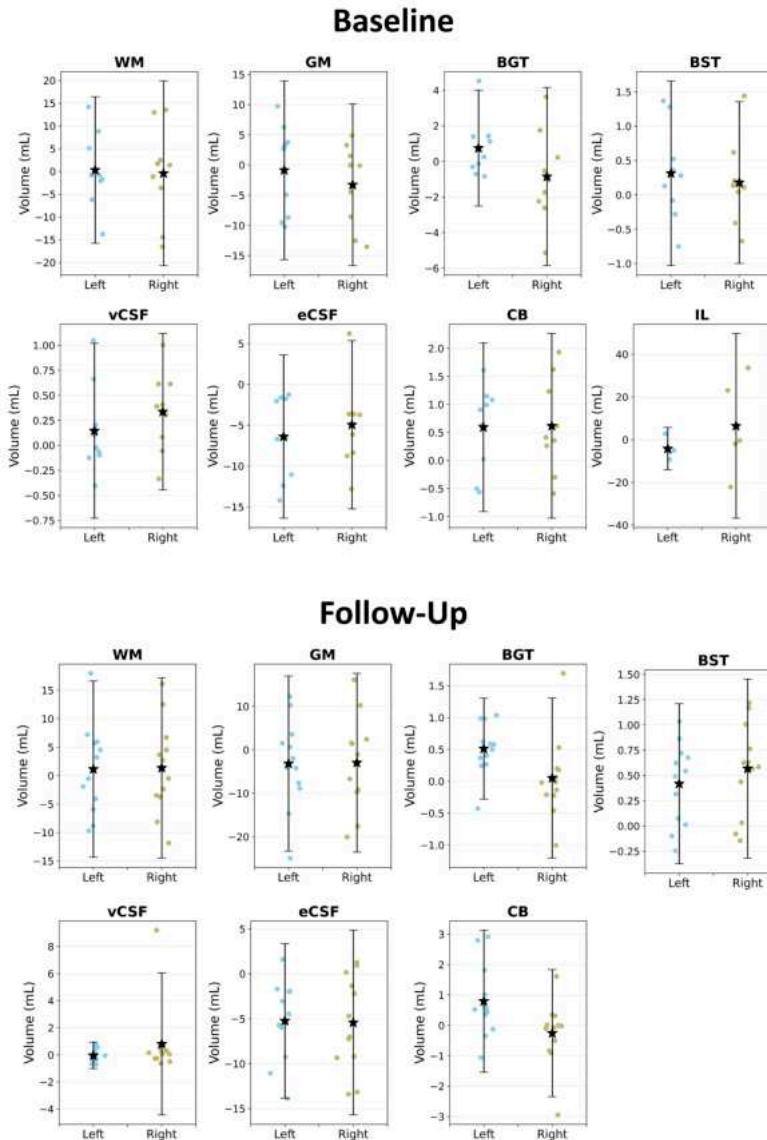 Baseline
WM GM BGT BST
Volume (mL) 20 15 10 5 0 −5 −10 −15 −20 Left Right
Volume (mL) 15 10 5 0 −5 −10 −15 Left Right
Volume (mL) 4 2 0 −2 −4 −6 Left Right
Volume (mL) 1.5 1.0 0.5 0.0 −0.5 −1.0 Left Right
vCSF eCSF CB IL
Volume (mL) 1.00 0.75 0.50 0.25 0.00 −0.25 −0.50 −0.75 Left Right
Volume (mL) 5 0 −5 −10 −15 Left Right
Volume (mL) 2.0 1.5 1.0 0.5 0.0 −0.5 −1.0 Left Right
Volume (mL) 40 20 0 −20 −40 Left Right
Follow-Up
WM GM BGT BST
Volume (mL) 15 10 5 0 −5 −10 −15 Left Right
Volume (mL) 10 0 −10 −20 Left Right
Volume (mL) 1.5 1.0 0.5 0.0 −0.5 −1.0 Left Right
Volume (mL) 1.50 1.25 1.00 0.75 0.50 0.25 0.00 −0.25 Left Right
vCSF eCSF CB
Volume (mL) 8 6 4 2 0 −2 −4 Left Right
Volume (mL) 0 −5 −10 −15 Left Right
Volume (mL) 3 2 1 0 −1 −2 −3 Left Right